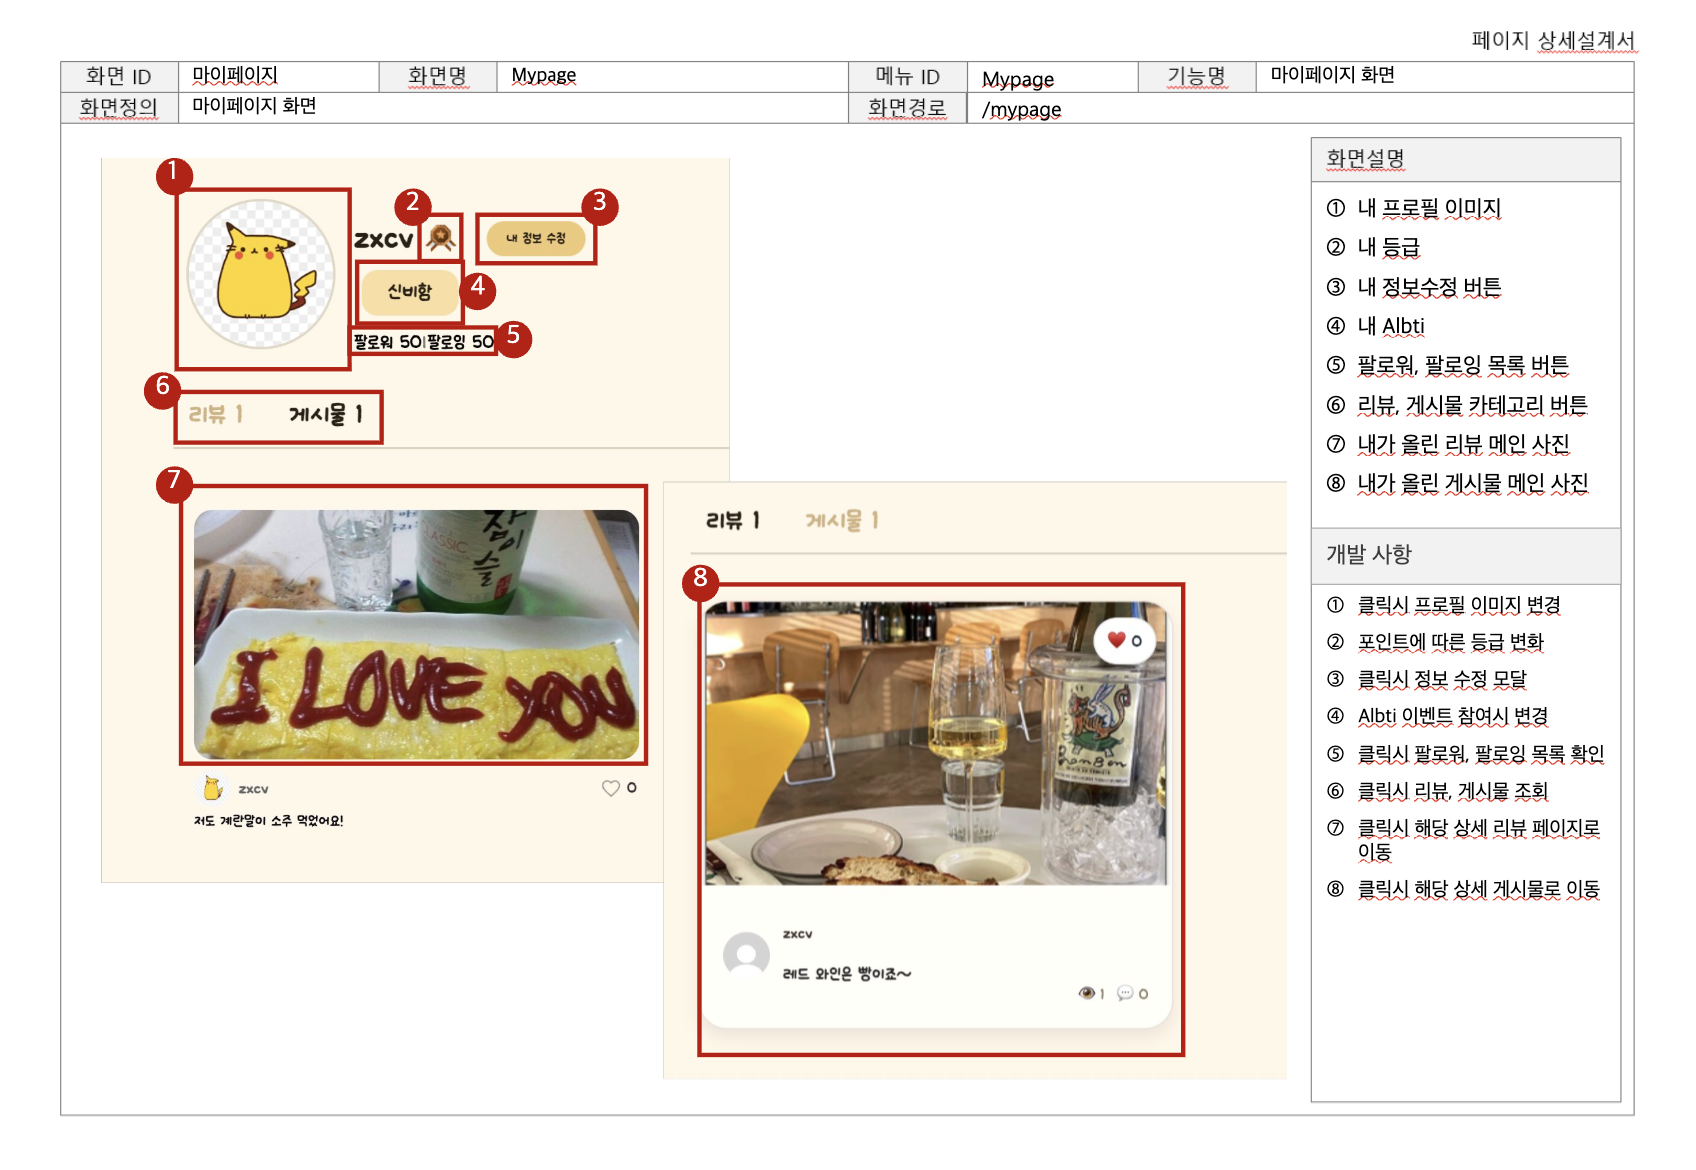 페이지 상세설계서
화면 ID 마이페이지 화면명 Mypage 메뉴 ID Mypage 기능명 마이페이지 화면
화면정의 마이페이지 화면 화면경로 /mypage
1
2
3
zxcv
내 정보 수정
신비함
4
팔로워 50|팔로잉 50
5
6
리뷰 1 게시물 1
7
CLASSIC
참이슬
I LOVE YOU
zxcv
0
저도 계란말이 소주 먹었어요!
리뷰 1 게시물 1
8
0
zxcv
레드 와인은 빵이죠~
1 0
화면설명
① 내 프로필 이미지
② 내 등급
③ 내 정보수정 버튼
④ 내 Albti
⑤ 팔로워, 팔로잉 목록 버튼
⑥ 리뷰, 게시물 카테고리 버튼
⑦ 내가 올린 리뷰 메인 사진
⑧ 내가 올린 게시물 메인 사진
개발 사항
① 클릭시 프로필 이미지 변경
② 포인트에 따른 등급 변화
③ 클릭시 정보 수정 모달
④ Albti 이벤트 참여시 변경
⑤ 클릭시 팔로워, 팔로잉 목록 확인
⑥ 클릭시 리뷰, 게시물 조회
⑦ 클릭시 해당 상세 리뷰 페이지로
이동
⑧ 클릭시 해당 상세 게시물로 이동